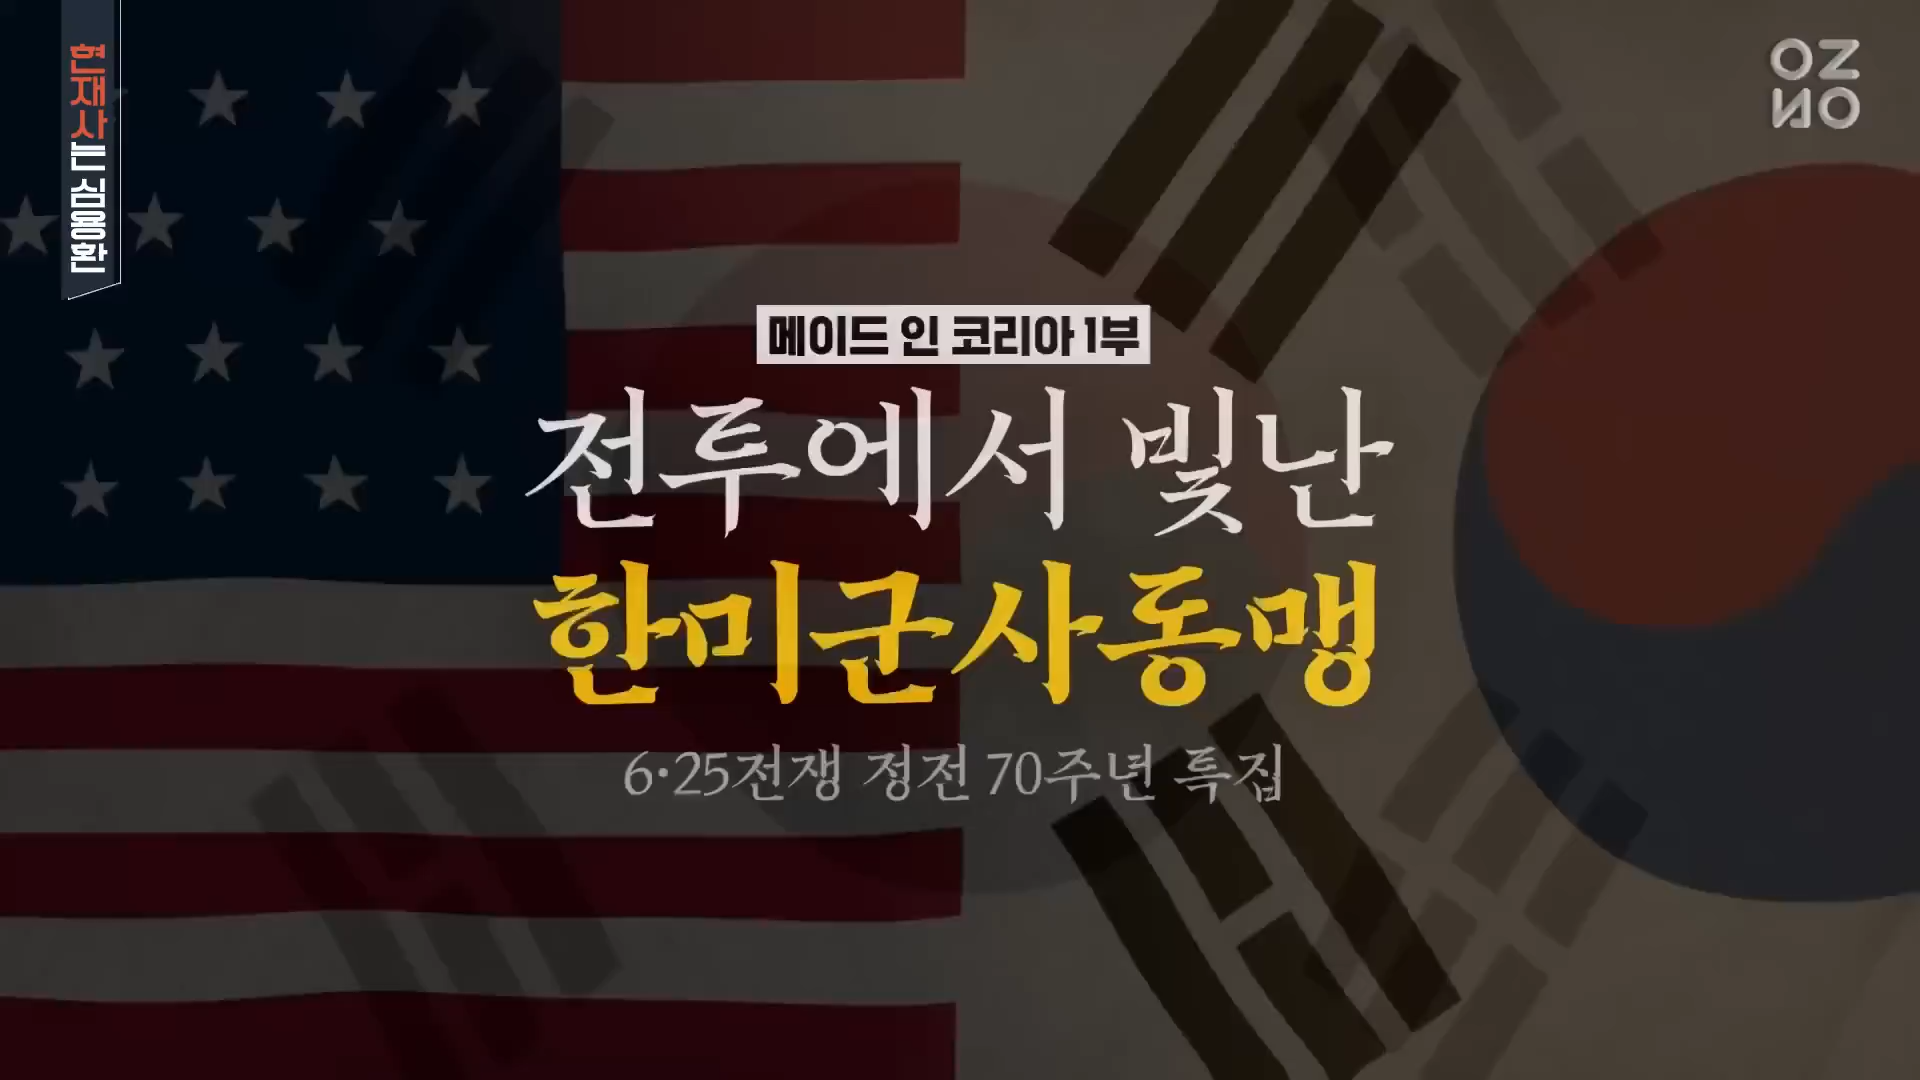 현재사는 심용환
OZ
NO
메이드 인 코리아 1부
전투에서 빛난
한미군사동맹
6·25전쟁 정전 70주년 특집